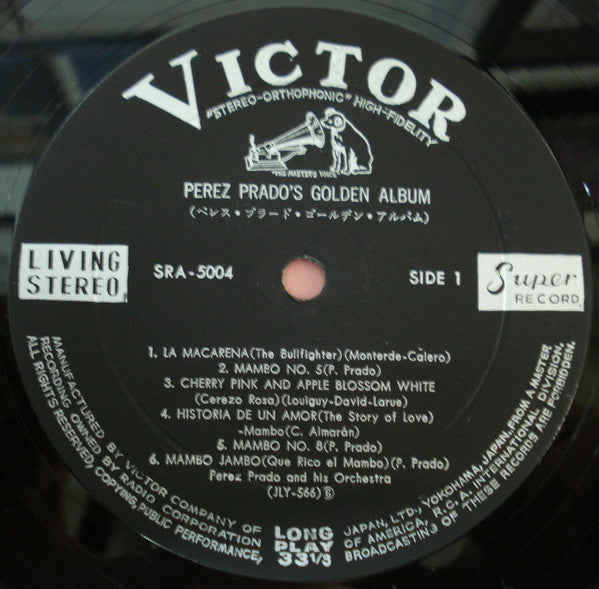 VICTOR
"STEREO-ORTHOPHONIC" HIGH-FIDELITY
"HIS MASTER'S VOICE"
PEREZ PRADO'S GOLDEN ALBUM
(ペレス・プラード・ゴールデン・アルバム)
LIVING
STEREO
SRA-5004
SIDE 1
Super
RECORD
1. LA MACARENA(The Bullfighter)(Monterde-Calero)
2. MAMBO NO. 5(P. Prado)
3. CHERRY PINK AND APPLE BLOSSOM WHITE
(Cerezo Rosa)(Louiguy-David-Larue)
4. HISTORIA DE UN AMOR(The Story of Love)
-Mambo(C. Almarán)
5. MAMBO NO. 8(P. Prado)
6. MAMBO JAMBO(Que Rico el Mambo)(P. Prado)
Perez Prado and his Orchestra
(JLY-566)Ⓢ
LONG
PLAY
33 1/3
MANUFACTURED BY VICTOR COMPANY OF JAPAN, LTD., YOKOHAMA, JAPAN, FROM A MASTER
RECORDING OWNED BY RADIO CORPORATION OF AMERICA, R.C.A. INTERNATIONAL DIVISION.
ALL RIGHTS RESERVED, COPYING, PUBLIC PERFORMANCE, BROADCASTING OF THESE RECORDS ARE FORBIDDEN.